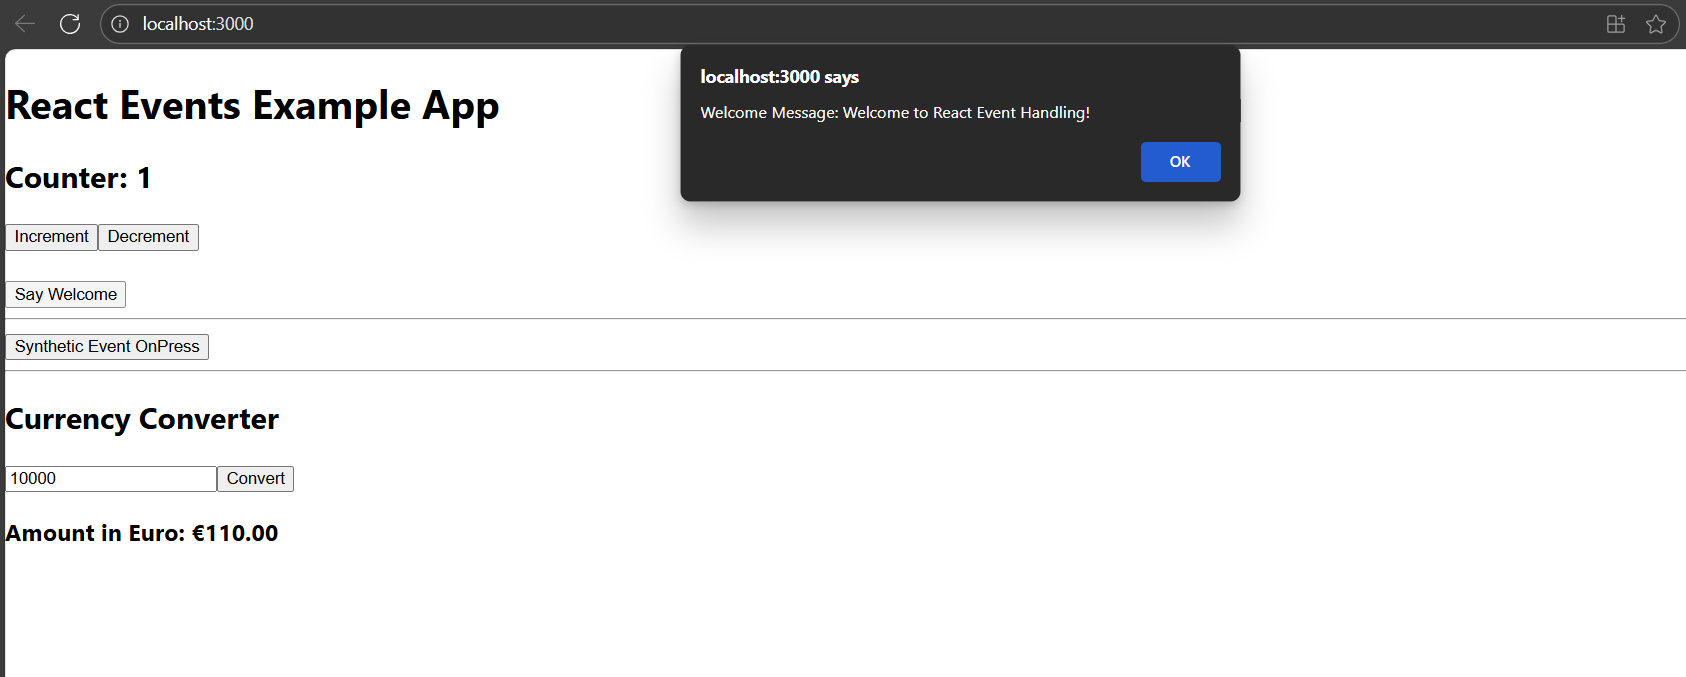 localhost:3000
localhost:3000 says
Welcome Message: Welcome to React Event Handling!
OK
React Events Example App
Counter: 1
Increment Decrement
Say Welcome
Synthetic Event OnPress
Currency Converter
10000 Convert
Amount in Euro: €110.00